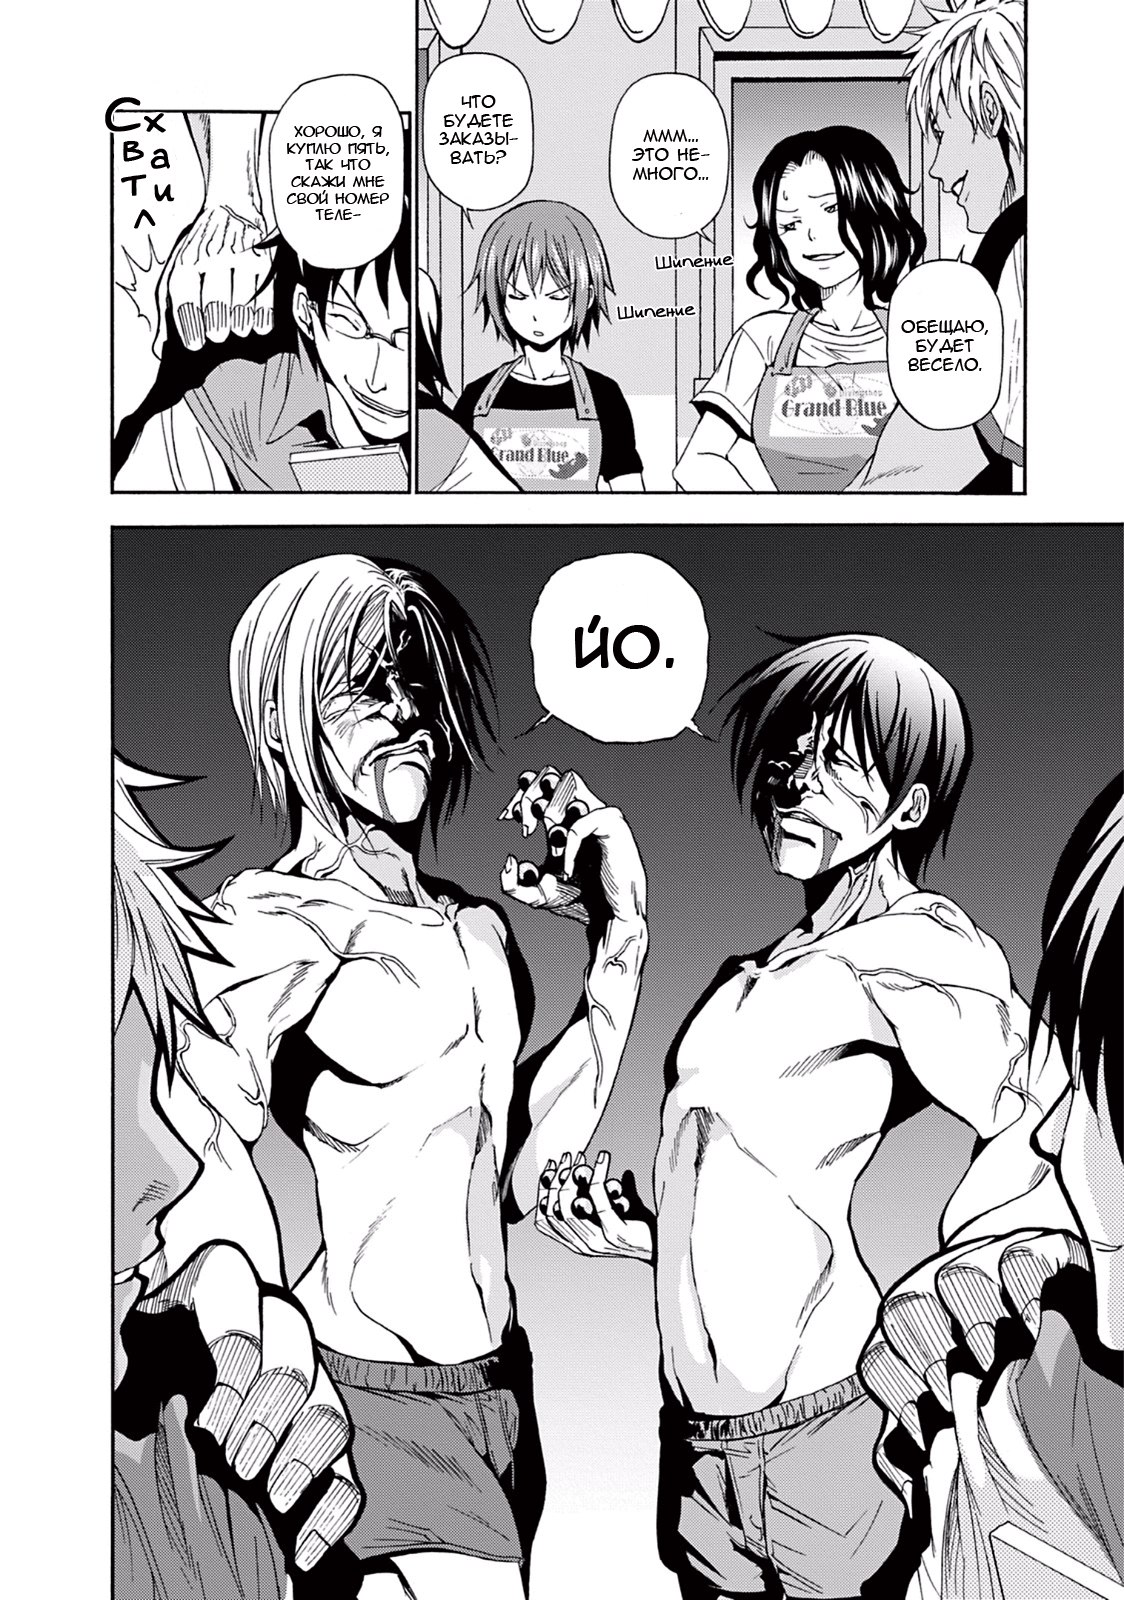 МММ...
ЭТО НЕ-
МНОГО...
ОБЕЩАЮ,
БУДЕТ
ВЕСЕЛО.
Шипение
Шипение
Grand Blue
ЧТО
БУДЕТЕ
ЗАКАЗЫ-
ВАТЬ?
Grand Blue
ХОРОШО, Я
КУПЛЮ ПЯТЬ,
ТАК ЧТО
СКАЖИ МНЕ
СВОЙ НОМЕР
ТЕЛЕ-
Схватил
ЙО.